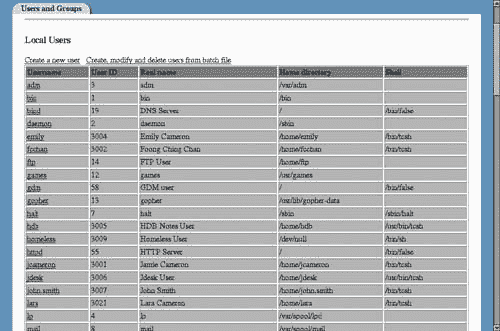 Users and Groups
Local Users
Create a new user Create, modify and delete users from batch file
Username User ID Real name Home directory Shell
adm 3 adm /var/adm
bin 1 bin /bin
bind 19 DNS Server / /bin/false
daemon 2 daemon /sbin
emily 3004 Emily Cameron /home/emily /bin/tcsh
fcchan 3002 Foong Ching Chan /home/fcchan /bin/tcsh
ftp 14 FTP User /home/ftp
games 12 games /usr/games
gdm 58 GDM user / /bin/false
gopher 13 gopher /usr/lib/gopher-data
halt 7 halt /sbin /sbin/halt
hdb 3005 HDB Notes User /home/hdb /usr/bin/tcsh
homeless 3009 Homeless User /dev/null /bin/sh
httpd 55 HTTP Server / /bin/false
jcameron 3001 Jamie Cameron /home/jcameron /bin/tcsh
jdesk 3006 Jdesk User /home/jdesk /usr/bin/tcsh
john.smith 3007 John Smith /home/john.smith /bin/tcsh
lara 3021 Lara Cameron /home/lara /bin/tcsh
lp 4 lp /var/spool/lpd
mail 8 mail /var/spool/mail